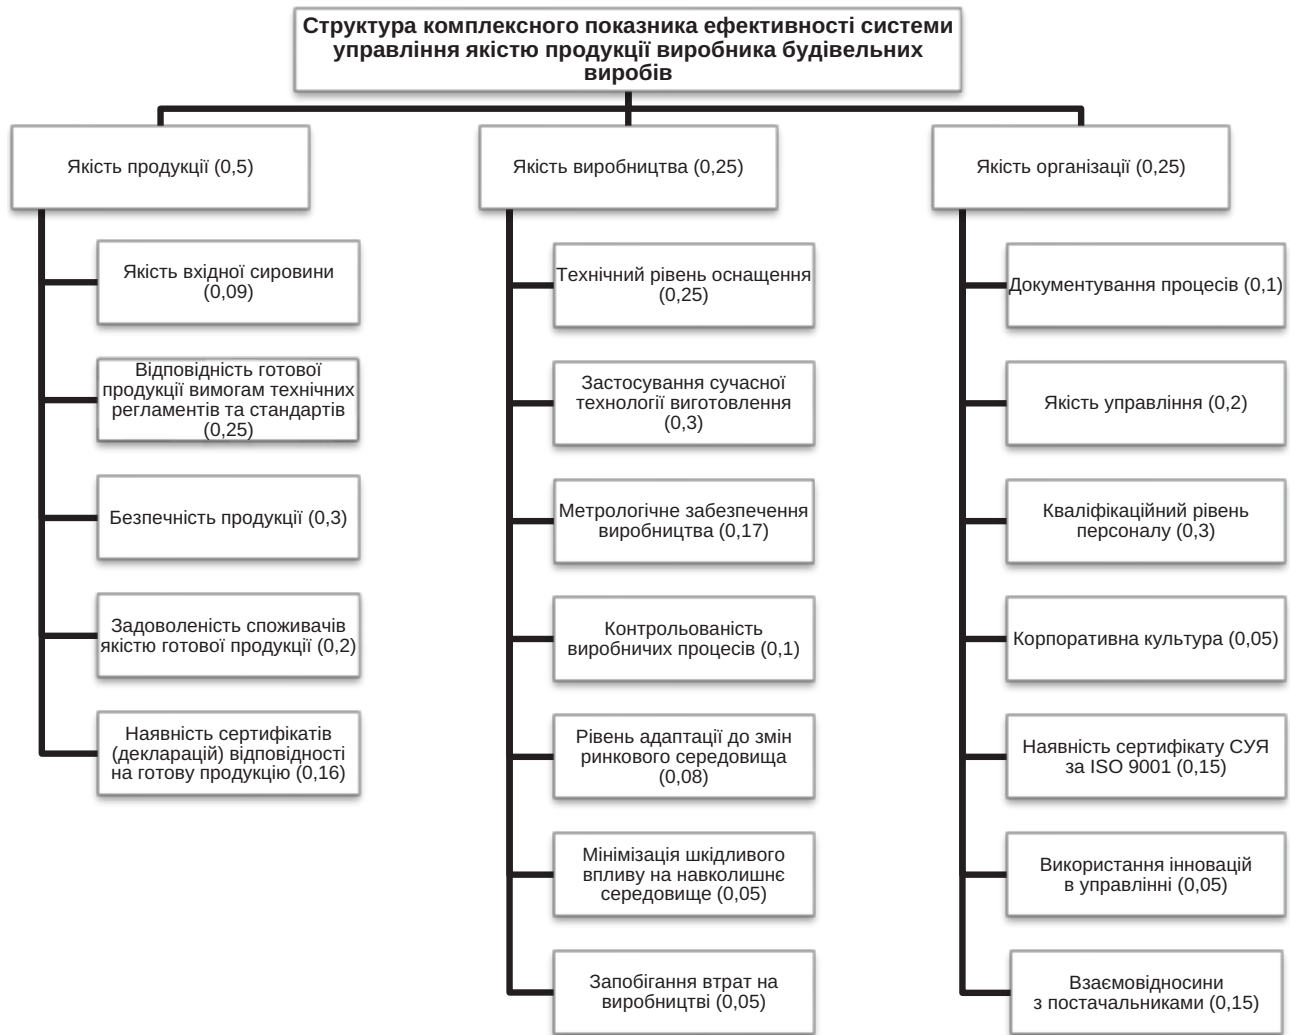 Структура комплексного показника ефективності системи
управління якістю продукції виробника будівельних
виробів
Якість продукції (0,5)
Якість вхідної сировини
(0,09)
Відповідність готової
продукції вимогам технічних
регламентів та стандартів
(0,25)
Безпечність продукції (0,3)
Задоволеність споживачів
якістю готової продукції (0,2)
Наявність сертифікатів
(декларацій) відповідності
на готову продукцію (0,16)
Якість виробництва (0,25)
Технічний рівень оснащення
(0,25)
Застосування сучасної
технології виготовлення
(0,3)
Метрологічне забезпечення
виробництва (0,17)
Контрольованість
виробничих процесів (0,1)
Рівень адаптації до змін
ринкового середовища
(0,08)
Мінімізація шкідливого
впливу на навколишнє
середовище (0,05)
Запобігання втрат на
виробництві (0,05)
Якість організації (0,25)
Документування процесів (0,1)
Якість управління (0,2)
Кваліфікаційний рівень
персоналу (0,3)
Корпоративна культура (0,05)
Наявність сертифікату СУЯ
за ISO 9001 (0,15)
Використання інновацій
в управлінні (0,05)
Взаємовідносини
з постачальниками (0,15)